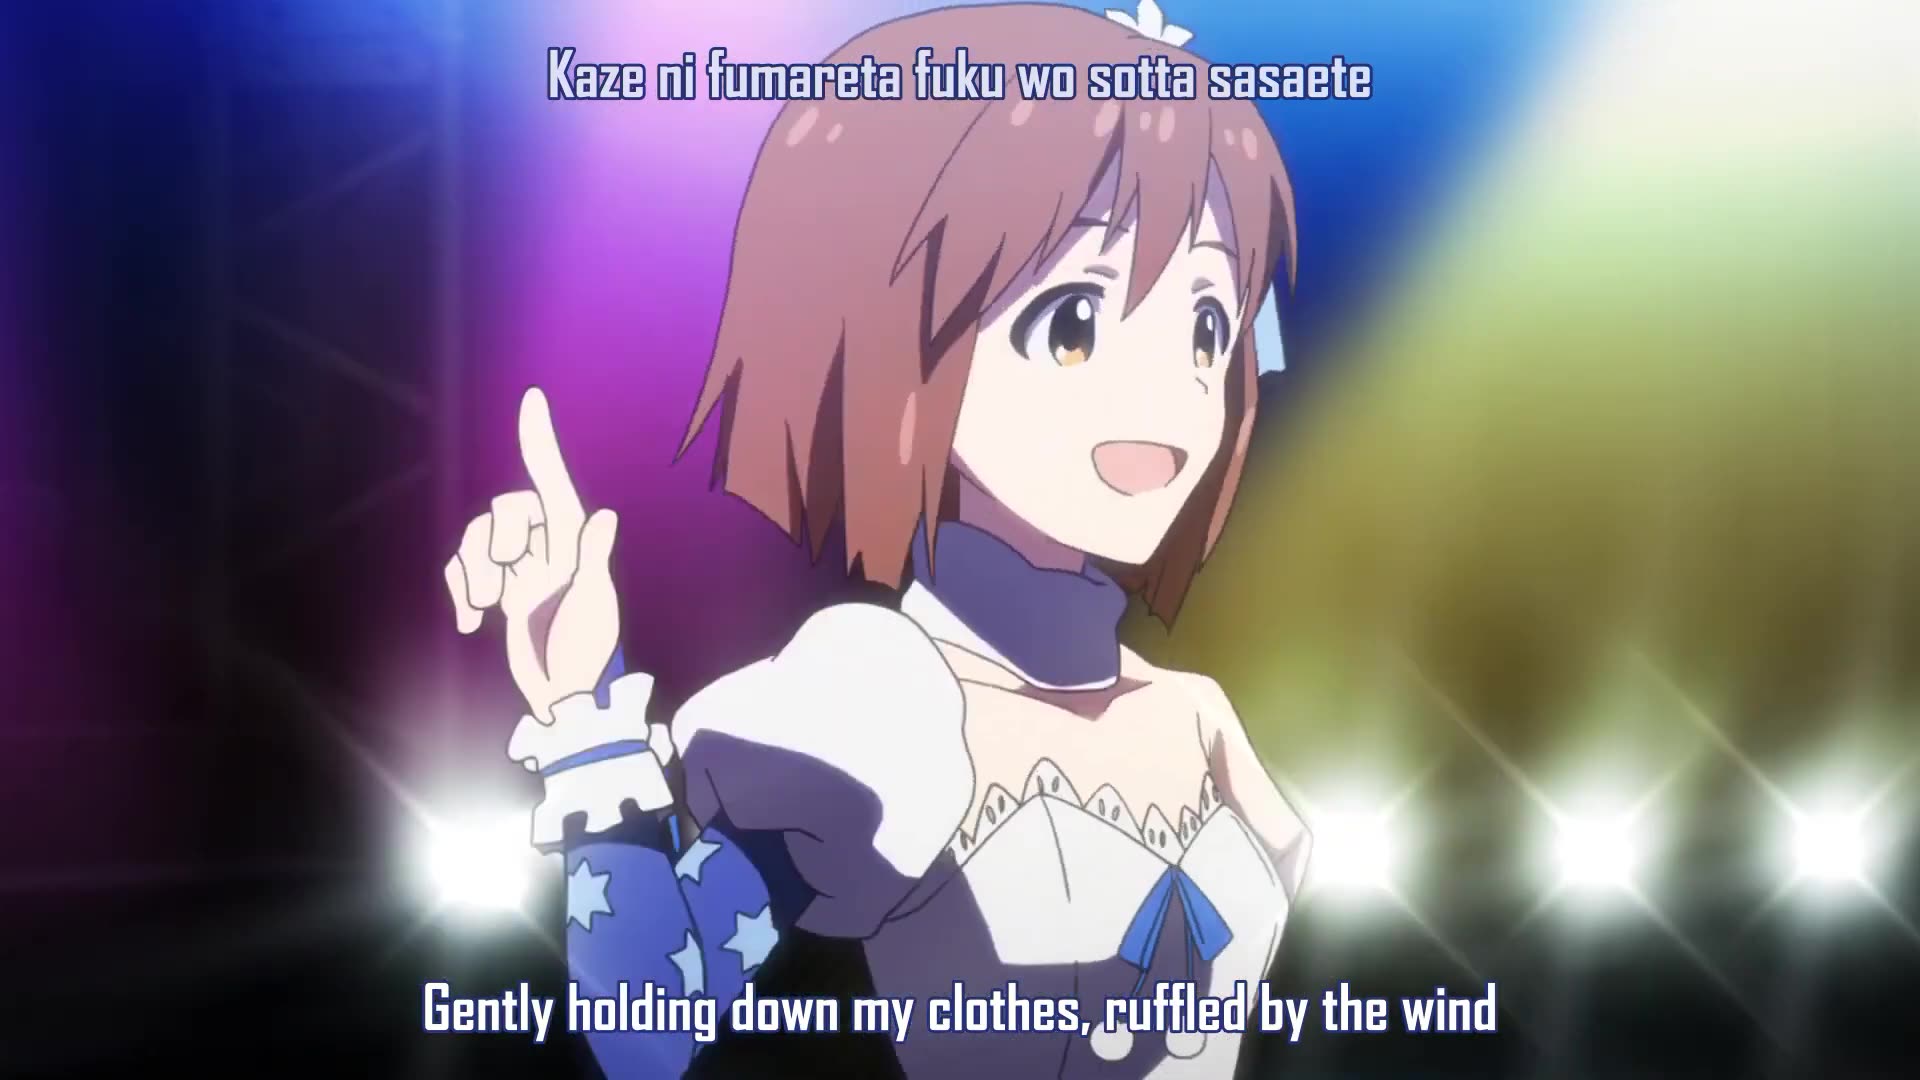 Kaze ni fumareta fuku wo sotta sasaete
Gently holding down my clothes, ruffled by the wind